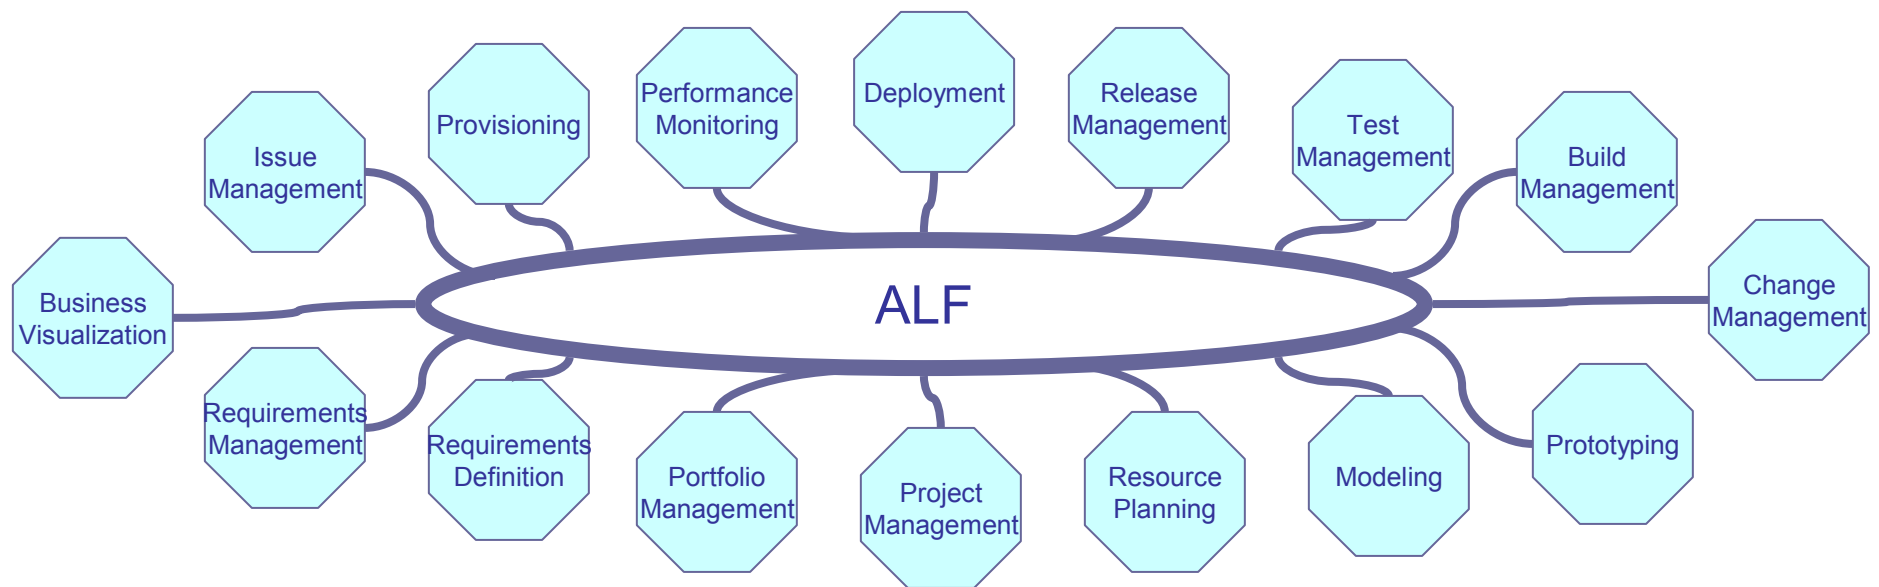 Issue
Management
Provisioning
Performance
Monitoring
Deployment
Release
Management
Test
Management
Build
Management
Business
Visualization
ALF
Change
Management
Requirements
Management
Requirements
Definition
Portfolio
Management
Project
Management
Resource
Planning
Modeling
Prototyping